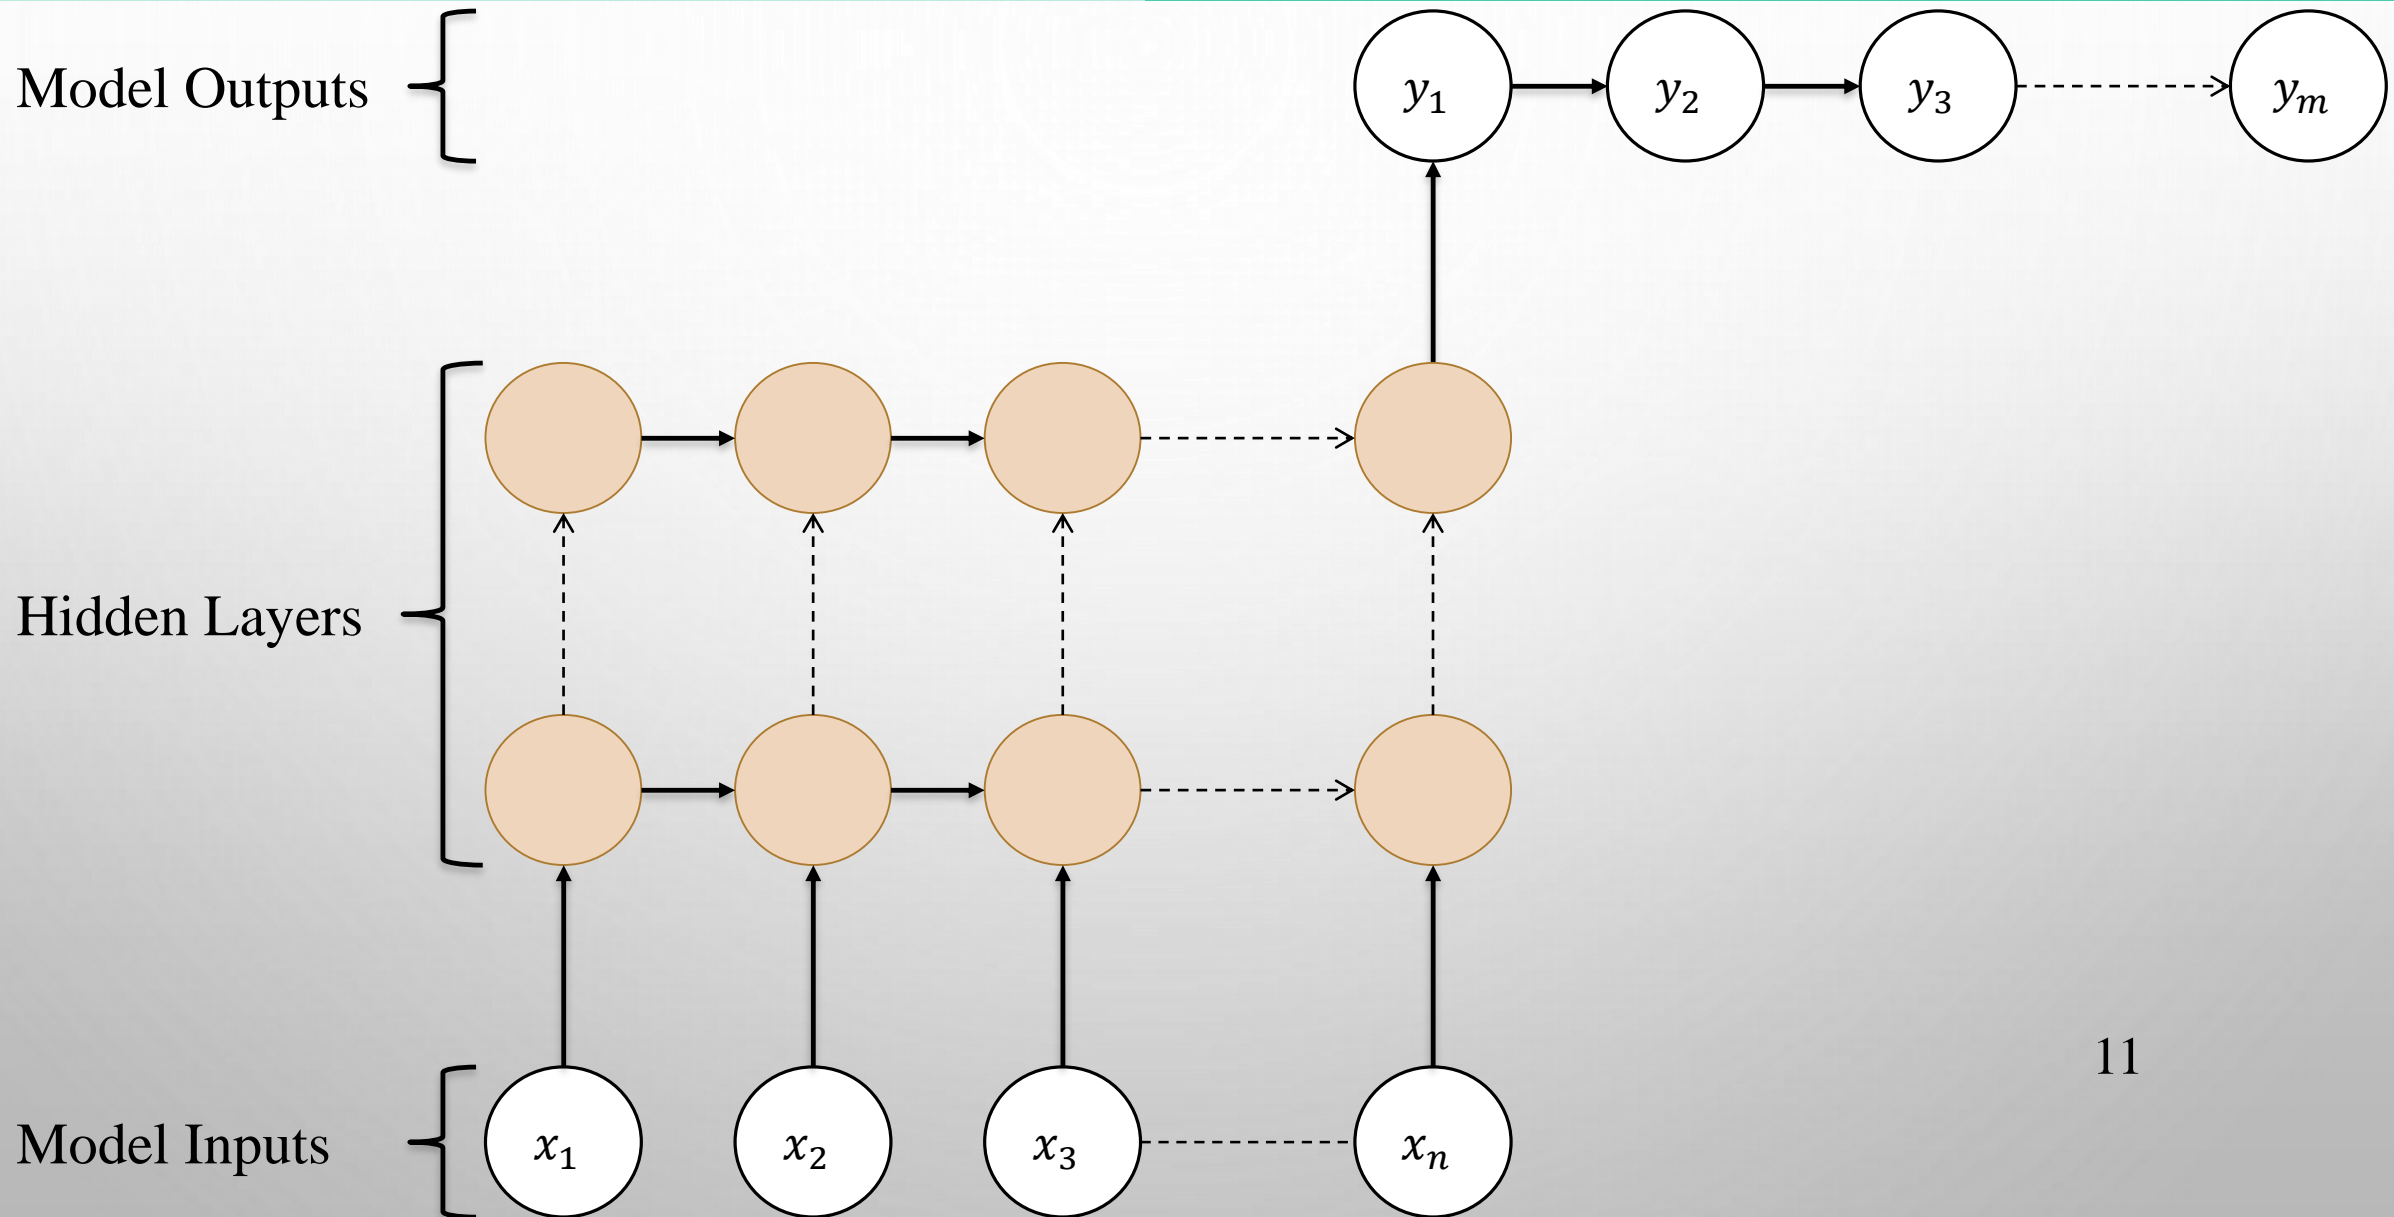 Model Outputs
y₁ y₂ y₃ yₘ
Hidden Layers
11
Model Inputs
x₁ x₂ x₃ xₙ